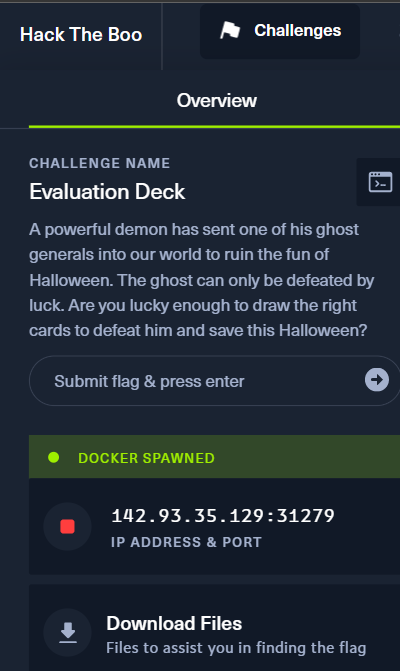 Hack The Boo
Challenges
Overview
CHALLENGE NAME
Evaluation Deck
A powerful demon has sent one of his ghost
generals into our world to ruin the fun of
Halloween. The ghost can only be defeated by
luck. Are you lucky enough to draw the right
cards to defeat him and save this Halloween?
Submit flag & press enter
DOCKER SPAWNED
142.93.35.129:31279
IP ADDRESS & PORT
Download Files
Files to assist you in finding the flag